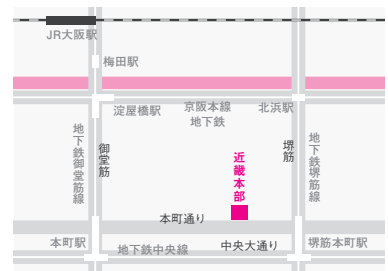 JR大阪駅
梅田駅
淀屋橋駅
京阪本線
地下鉄
北浜駅
地下鉄御堂筋線
御堂筋
近畿本部
堺筋
地下鉄堺筋線
本町通り
本町駅
地下鉄中央線
中央大通り
堺筋本町駅